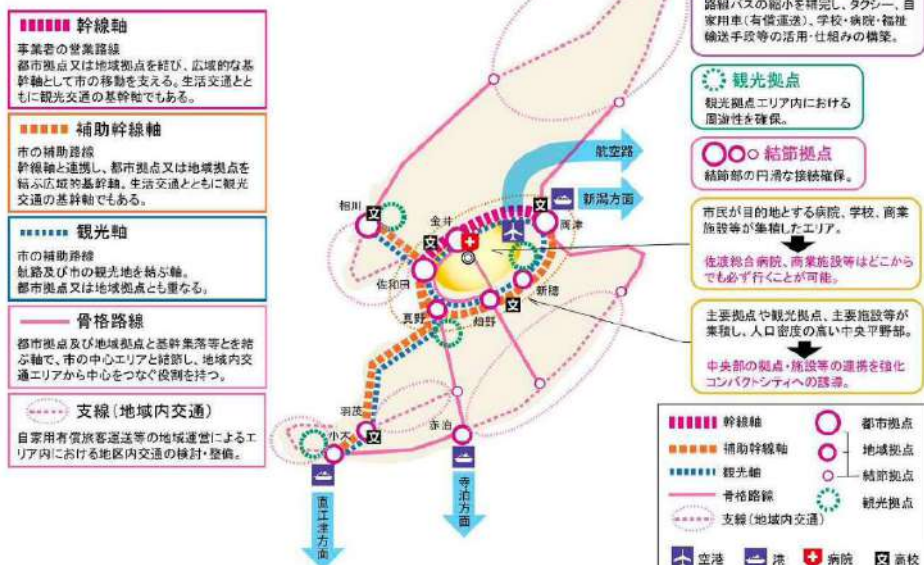 幹線軸
事業者の営業路線
都市拠点又は地域拠点を結び、広域的な基
幹軸として市の移動を支える。生活交通とと
もに観光交通の基幹軸でもある。
補助幹線軸
市の補助路線
幹線軸と連携し、都市拠点又は地域拠点を
結ぶ広域的基幹軸。生活交通とともに観光
交通の基幹軸でもある。
観光軸
市の補助路線
航路及び市の観光地を結ぶ軸。
都市拠点又は地域拠点とも重なる。
骨格路線
都市拠点及び地域拠点と基幹集落等とを結
ぶ軸で、市の中心エリアと結節し、地域内交
通エリアから中心をつなぐ役割を持つ。
支線（地域内交通）
自家用有償旅客運送等の地域運営によるエ
リア内における地区内交通の検討・整備。
航空路
新潟方面
相川
文
金井
文
文
両津
佐和田
真野
畑野
文
新穂
羽茂
小木
文
赤泊
直江津方面
寺泊方面
路線バスの縮小を補完し、タクシー、自
家用車（有償運送）、学校・病院・福祉
輸送手段等の活用・仕組みの構築。
観光拠点
観光拠点エリア内における
周遊性を確保。
結節拠点
結節部の円滑な接続確保。
市民が目的地とする病院、学校、商業
施設等が集積したエリア。
佐渡総合病院、商業施設等はどこから
でも必ず行くことが可能。
主要拠点や観光拠点、主要施設等が
集積し、人口密度の高い中央平野部。
中央部の拠点・施設等の連携を強化
コンパクトシティへの誘導。
幹線軸
都市拠点
補助幹線軸
地域拠点
観光軸
結節拠点
骨格路線
観光拠点
支線（地域内交通）
空港
港
病院
文 高校